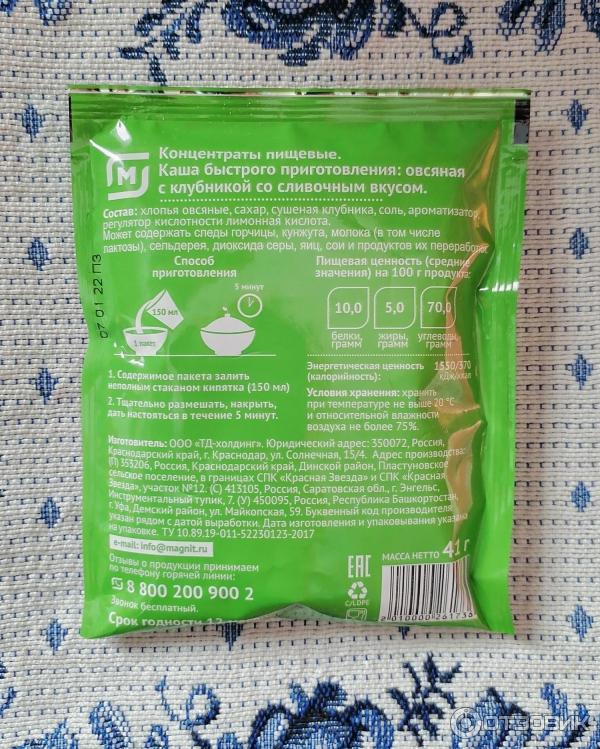 М
Концентраты пищевые.
Каша быстрого приготовления: овсяная
с клубникой со сливочным вкусом.
Состав: хлопья овсяные, сахар, сушеная клубника, соль, ароматизатор,
регулятор кислотности лимонная кислота.
Может содержать следы горчицы, кунжута, молока (в том числе
лактозы), сельдерея, диоксида серы, яиц, сои и продуктов их переработки
Способ
приготовления
5 минут
150 мл
1 пакет
07 01 22 П3
Пищевая ценность (средние
значения) на 100 г продукта:
10,0 5,0 70,0
белки, грамм жиры, грамм углеводы, грамм
Энергетическая ценность 1550/370
(калорийность): кДж/ккал
Условия хранения: хранить
при температуре не выше 20 °С
и относительной влажности
воздуха не более 75%.
1. Содержимое пакета залить
неполным стаканом кипятка (150 мл)
2. Тщательно размешать, накрыть,
дать настояться в течение 5 минут.
Изготовитель: ООО «ТД-холдинг». Юридический адрес: 350072, Россия,
Краснодарский край, г. Краснодар, ул. Солнечная, 15/4. Адрес производства:
(П) 353206, Россия, Краснодарский край, Динской район, Пластуновское
сельское поселение, в границах СПК «Красная Звезда» и СПК «Красная
Звезда», участок №12. (С) 413105, Россия, Саратовская обл., г. Энгельс,
Инструментальный тупик, 7. (У) 450095, Россия, Республика Башкортостан,
г. Уфа, Демский район, ул. Майкопская, 59. Буквенный код производителя
указан рядом с датой выработки. Дата изготовления и упаковывания указана
на упаковке. ТУ 10.89.19-011-52230123-2017
e-mail: info@magnit.ru
Отзывы о продукции принимаем
по телефону горячей линии:
8 800 200 900 2
Звонок бесплатный.
Срок годности 12
EAC
C/LDPE
МАССА НЕТТО 41 г
2010000261736
ОТЗОВИК